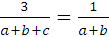 3/(a+b+c) = 1/(a+b)